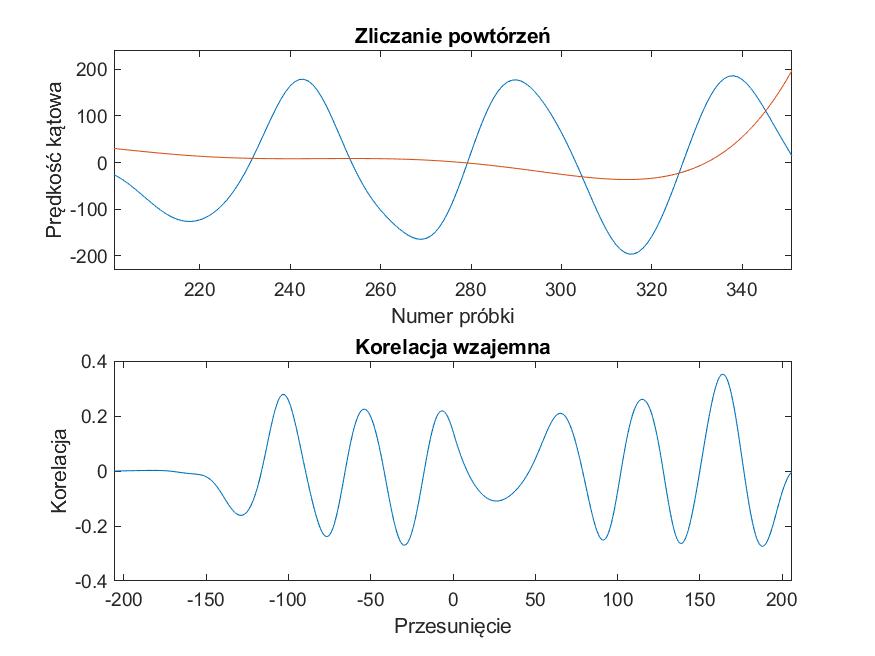 Zliczanie powtórzeń
Prędkość kątowa
200
100
0
-100
-200
220 240 260 280 300 320 340
Numer próbki
Korelacja wzajemna
Korelacja
0.4
0.2
0
-0.2
-0.4
-200 -150 -100 -50 0 50 100 150 200
Przesunięcie